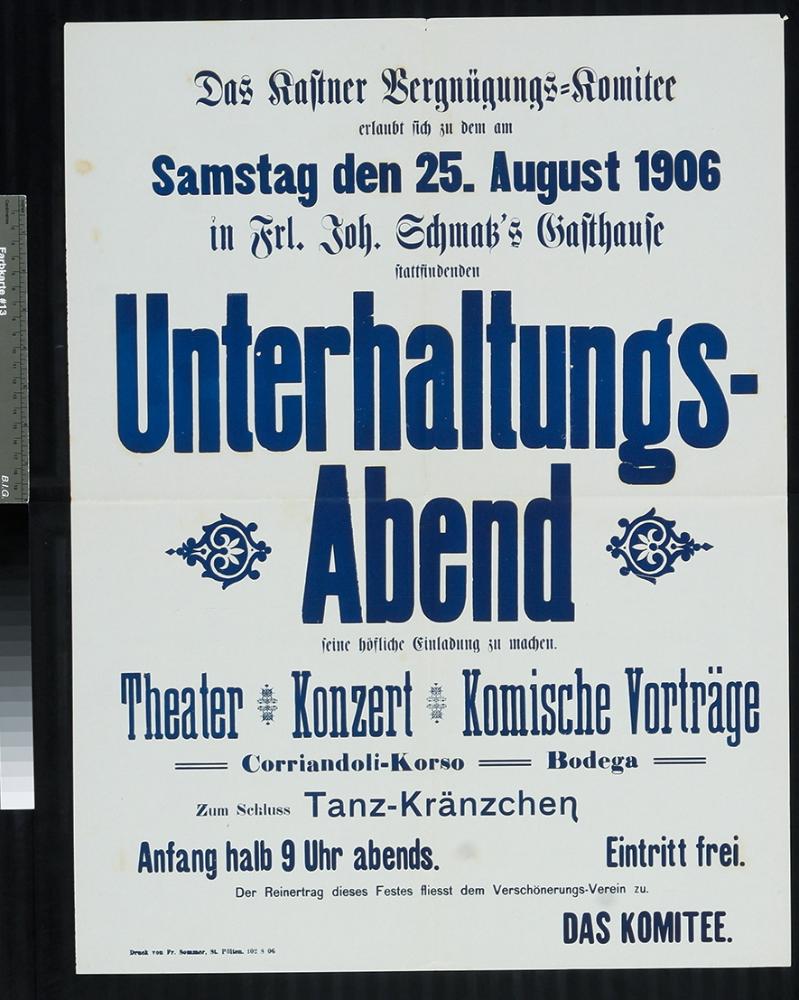 Das Kastner Vergnügungs=Komitee
erlaubt sich zu dem am
Samstag den 25. August 1906
in Frl. Joh. Schmatz's Gasthause
stattfindenden
Unterhaltungs-
Abend
seine höfliche Einladung zu machen.
Theater Konzert Komische Vorträge
Corriandoli-Korso Bodega
Zum Schluss Tanz-Kränzchen
Anfang halb 9 Uhr abends. Eintritt frei.
Der Reinertrag dieses Festes fliesst dem Verschönerungs-Verein zu.
DAS KOMITEE.
Druck von Fr. Sommer, St. Pölten. 102 8 06
Farbkarte #13
B.I.G.